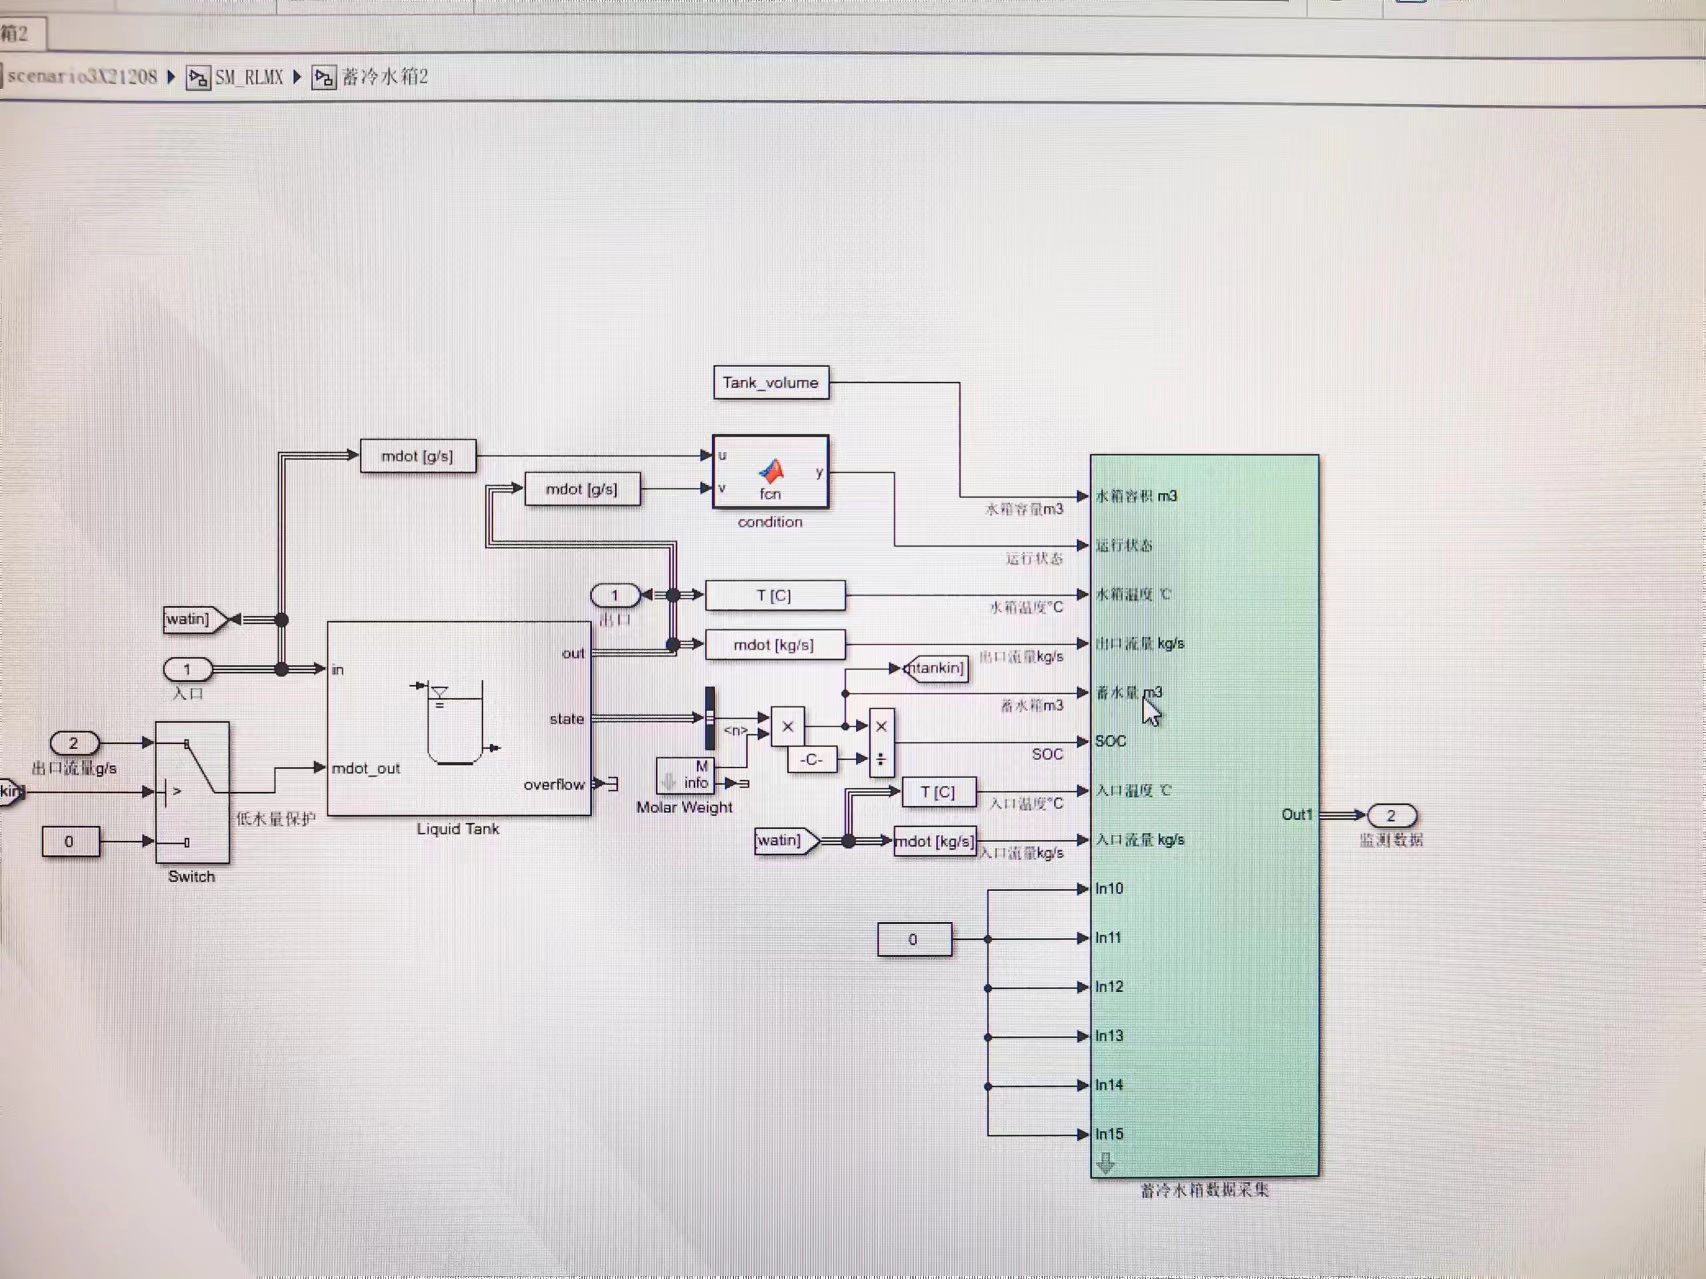 箱2
scenario3X21208
SM_RLMX
蓄冷水箱2
Tank_volume
mdot [g/s]
u
y
mdot [g/s]
v
fcn
condition
水箱容积 m3
水箱容量m3
运行状态
运行状态
1
出口
T [C]
水箱温度 ℃
水箱温度°C
[watin]
mdot [kg/s]
出口流量 kg/s
出口流量kg/s
1
入口
in
out
ntankin]
蓄水量 m3
蓄水箱m3
state
<n>
×
×
÷
-C-
SOC
SOC
2
出口流量g/s
mdot_out
M
info
Molar Weight
overflow
T [C]
入口温度 ℃
入口温度°C
kin]
>
低水量保护
Liquid Tank
0
Switch
[watin]
mdot [kg/s]
入口流量 kg/s
入口流量kg/s
Out1
2
监测数据
In10
0
In11
In12
In13
In14
In15
蓄冷水箱数据采集